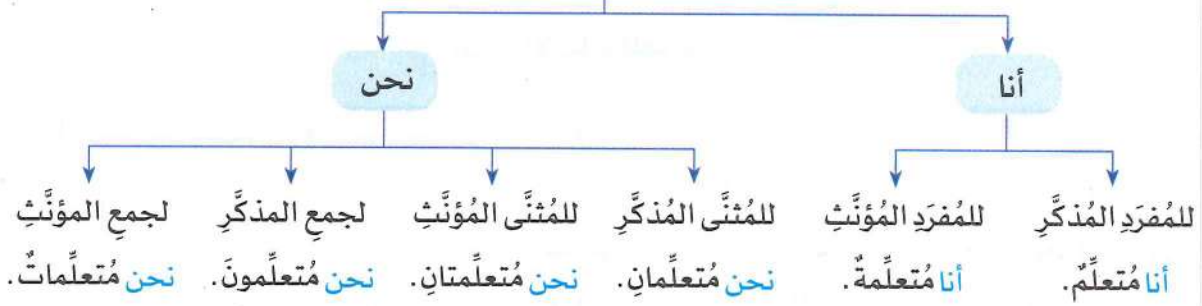 أنا نحن
للمُفرَدِ المُذكَّرِ للمُفرَدِ المُؤنَّثِ للمُثنَّى المُذكَّرِ للمُثنَّى المُؤنَّثِ لجمعِ المذكَّرِ لجمعِ المؤنَّثِ
أنا مُتعلِّمٌ. أنا مُتعلِّمةٌ. نحن مُتعلِّمانِ. نحن مُتعلِّمتانِ. نحن مُتعلِّمونَ. نحن مُتعلِّماتٌ.